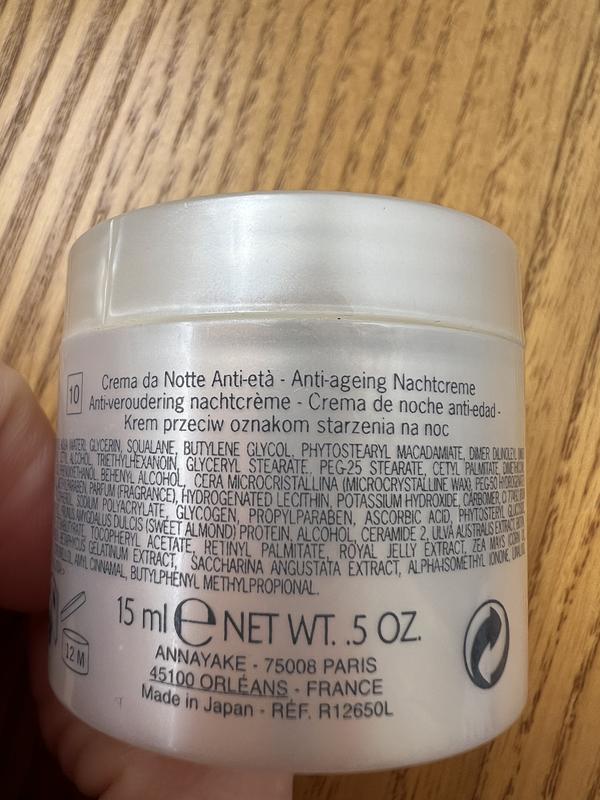 10
Crema da Notte Anti-età - Anti-ageing Nachtcreme
Anti-veroudering nachtcrème - Crema de noche anti-edad -
Krem przeciw oznakom starzenia na noc
GLYCERIN, SQUALANE, BUTYLENE GLYCOL, PHYTOSTEARYL MACADAMIATE, DIMER
ALCOHOL, TRIETHYLHEXANOIN, GLYCERYL STEARATE, PEG-25 STEARATE, CETYL PALMITATE,
BEHENYL ALCOHOL, CERA MICROCRISTALLINA (MICROCRYSTALLINE WAX),
PARFUM (FRAGRANCE), HYDROGENATED LECITHIN, POTASSIUM HYDROXIDE, CARBOMER,
SODIUM POLYACRYLATE, GLYCOGEN, PROPYLPARABEN, ASCORBIC ACID, PHYTOSTERYL
AMYGDALUS DULCIS (SWEET ALMOND) PROTEIN, ALCOHOL, CERAMIDE 2, ULVA AUSTRALIS EXTRACT,
TOCOPHERYL ACETATE, RETINYL PALMITATE, ROYAL JELLY EXTRACT, ZEA MAYS
GELATINUM EXTRACT, SACCHARINA ANGUSTATA EXTRACT, ALPHA-ISOMETHYL IONONE,
AMYL CINNAMAL, BUTYLPHENYL METHYLPROPIONAL.
15 ml e NET WT. .5 OZ.
12 M
ANNAYAKE - 75008 PARIS
45100 ORLÉANS - FRANCE
Made in Japan - RÉF. R12650L